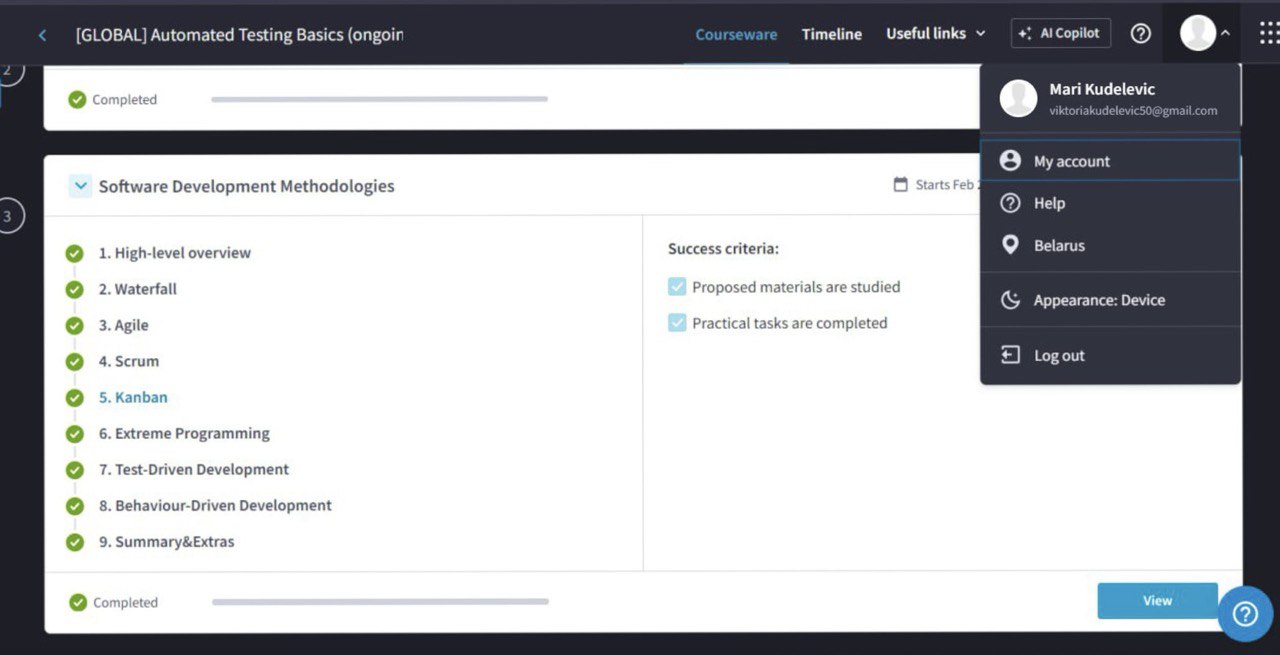 [GLOBAL] Automated Testing Basics (ongoin
Courseware
Timeline
Useful links
AI Copilot
2
Completed
Mari Kudelevic
viktoriakudelevic50@gmail.com
My account
Help
Belarus
Appearance: Device
Log out
3
Software Development Methodologies
Starts Feb
1. High-level overview
2. Waterfall
3. Agile
4. Scrum
5. Kanban
6. Extreme Programming
7. Test-Driven Development
8. Behaviour-Driven Development
9. Summary&Extras
Success criteria:
Proposed materials are studied
Practical tasks are completed
Completed
View